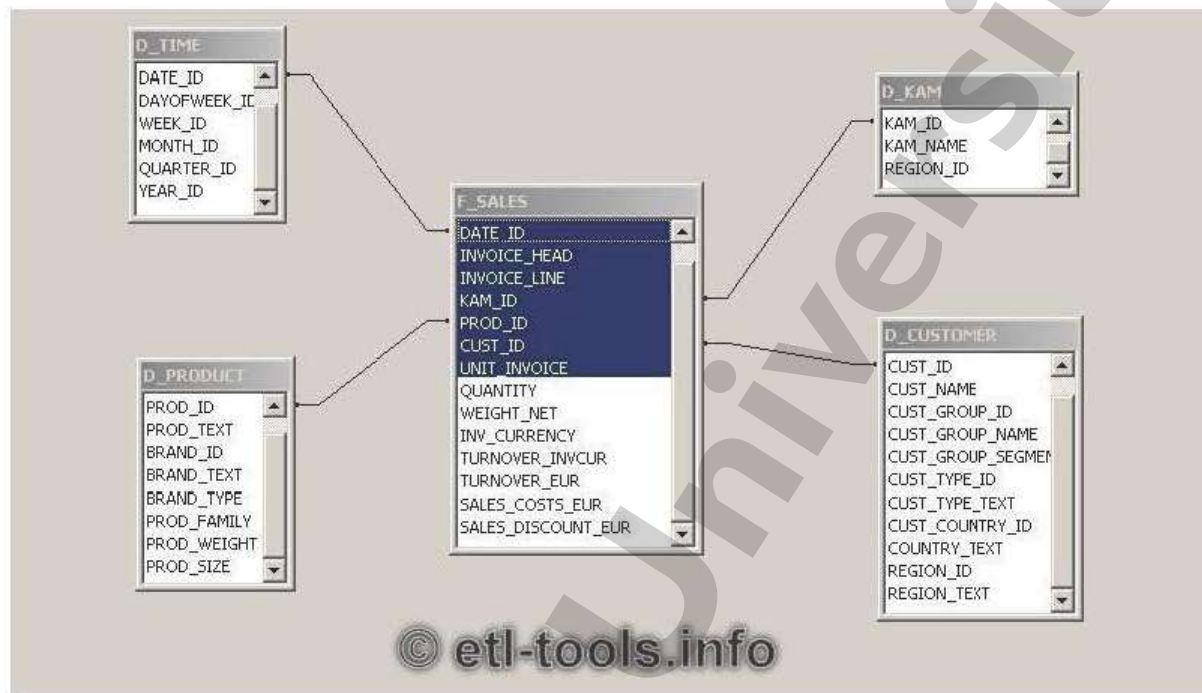 D_TIME
DATE_ID
DAYOFWEEK_ID
WEEK_ID
MONTH_ID
QUARTER_ID
YEAR_ID
D_KAM
KAM_ID
KAM_NAME
REGION_ID
F_SALES
DATE_ID
INVOICE_HEAD
INVOICE_LINE
KAM_ID
PROD_ID
CUST_ID
UNIT_INVOICE
QUANTITY
WEIGHT_NET
INV_CURRENCY
TURNOVER_INVCUR
TURNOVER_EUR
SALES_COSTS_EUR
SALES_DISCOUNT_EUR
D_PRODUCT
PROD_ID
PROD_TEXT
BRAND_ID
BRAND_TEXT
BRAND_TYPE
PROD_FAMILY
PROD_WEIGHT
PROD_SIZE
D_CUSTOMER
CUST_ID
CUST_NAME
CUST_GROUP_ID
CUST_GROUP_NAME
CUST_GROUP_SEGMEN
CUST_TYPE_ID
CUST_TYPE_TEXT
CUST_COUNTRY_ID
COUNTRY_TEXT
REGION_ID
REGION_TEXT
© etl-tools.info